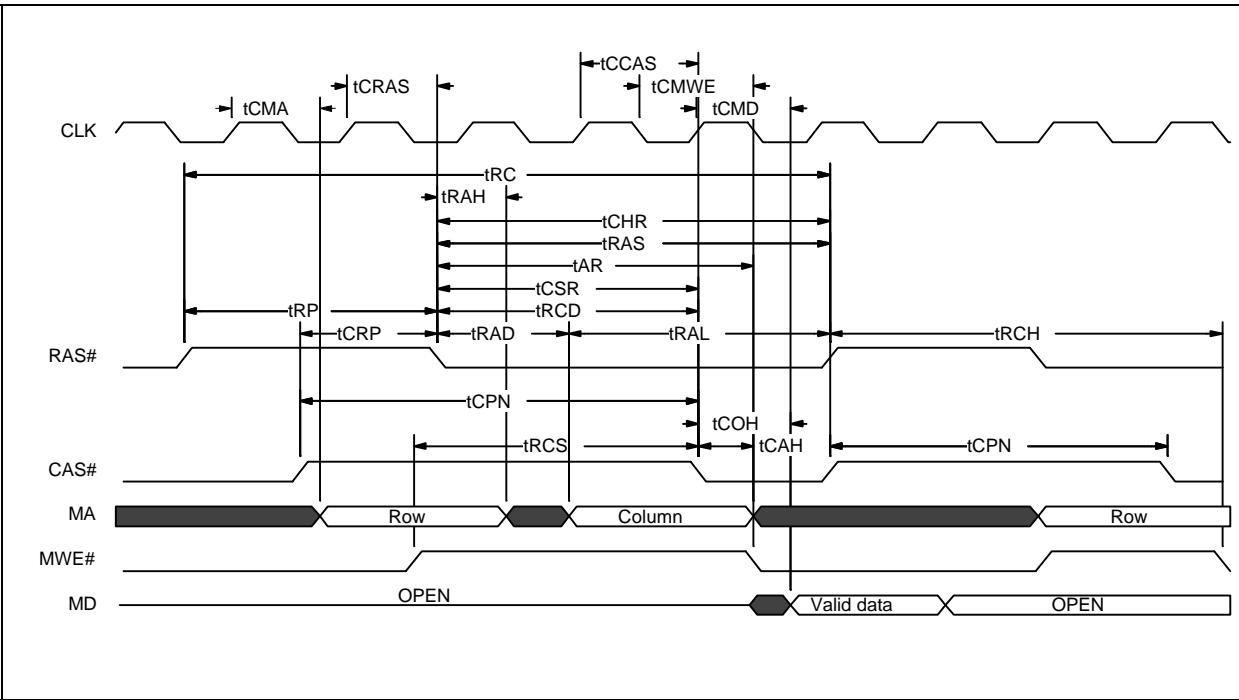 tCCAS
tCRAS tCMWE
tCMA tCMD
CLK
tRC
tRAH
tCHR
tRAS
tAR
tCSR
tRP tRCD
tCRP tRAD tRAL tRCH
RAS#
tCPN
tCOH
tRCS tCAH tCPN
CAS#
MA Row Column Row
MWE#
MD OPEN Valid data OPEN